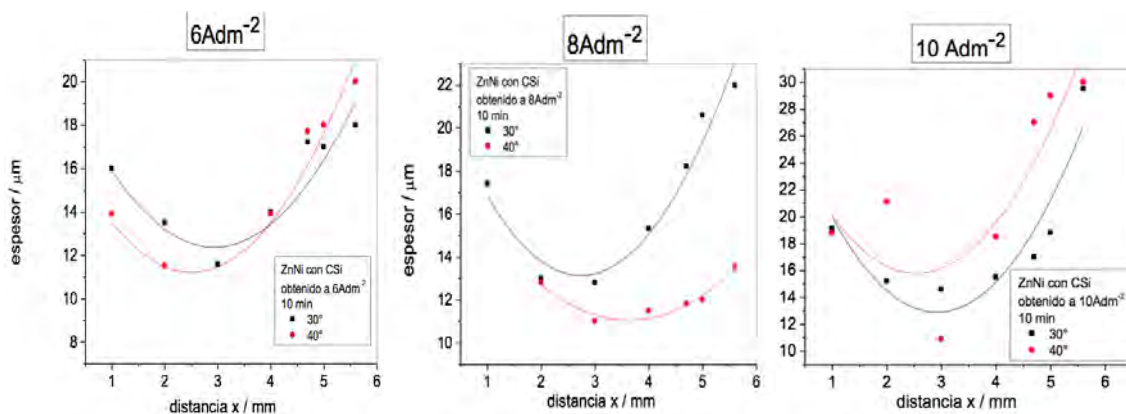 6Adm⁻²
20
18
16
14
12
10
8
espesor / μm
ZnNi con CSi
obtenido a 6Adm⁻²
10 min
30°
40°
1 2 3 4 5 6
distancia x / mm
8Adm⁻²
22
20
18
16
14
12
10
espesor / μm
ZnNi con CSi
obtenido a 8Adm⁻²
10 min
30°
40°
1 2 3 4 5 6
distancia x / mm
10 Adm⁻²
30
28
26
24
22
20
18
16
14
12
10
espesor / μm
ZnNi con CSi
obtenido a 10Adm⁻²
10 min
30°
40°
1 2 3 4 5 6
distancia x / mm